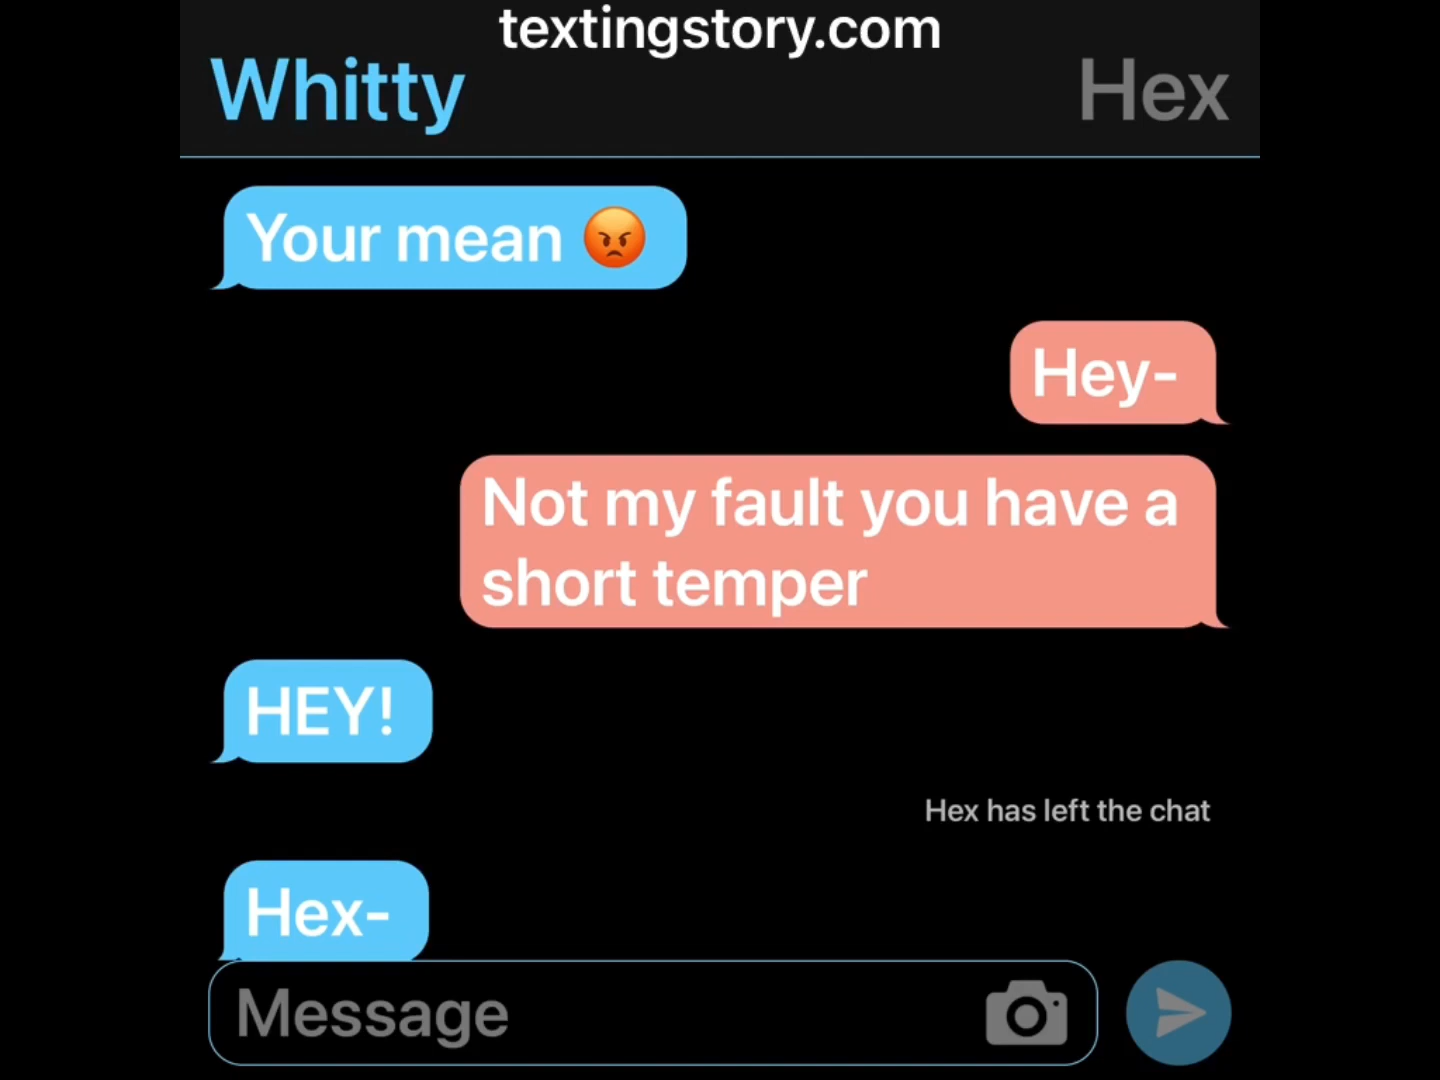 textingstory.com
Whitty Hex
Your mean 😡
Hey-
Not my fault you have a
short temper
HEY!
Hex has left the chat
Hex-
Message